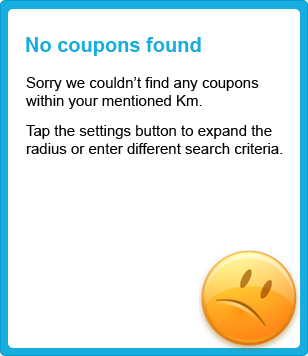 No coupons found
Sorry we couldn’t find any coupons
within your mentioned Km.
Tap the settings button to expand the
radius or enter different search criteria.